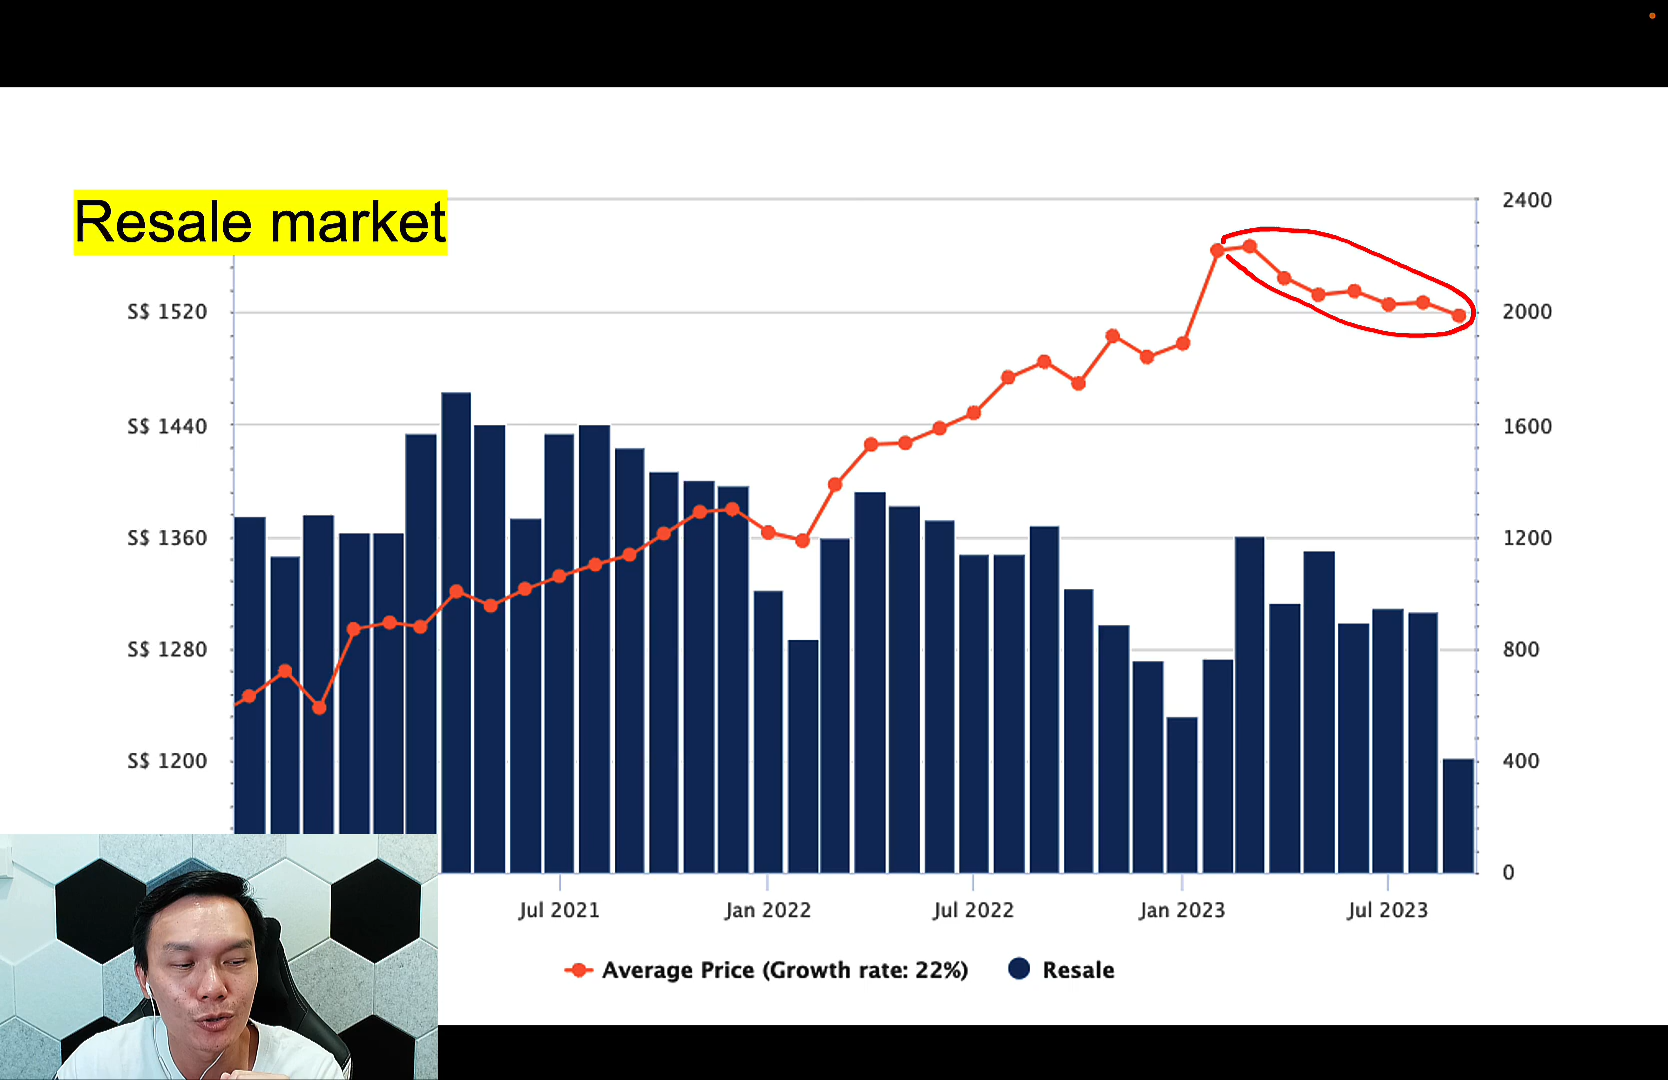 Resale market
2400
S$ 1520
2000
S$ 1440
1600
S$ 1360
1200
S$ 1280
800
S$ 1200
400
0
Jul 2021
Jan 2022
Jul 2022
Jan 2023
Jul 2023
Average Price (Growth rate: 22%)
Resale